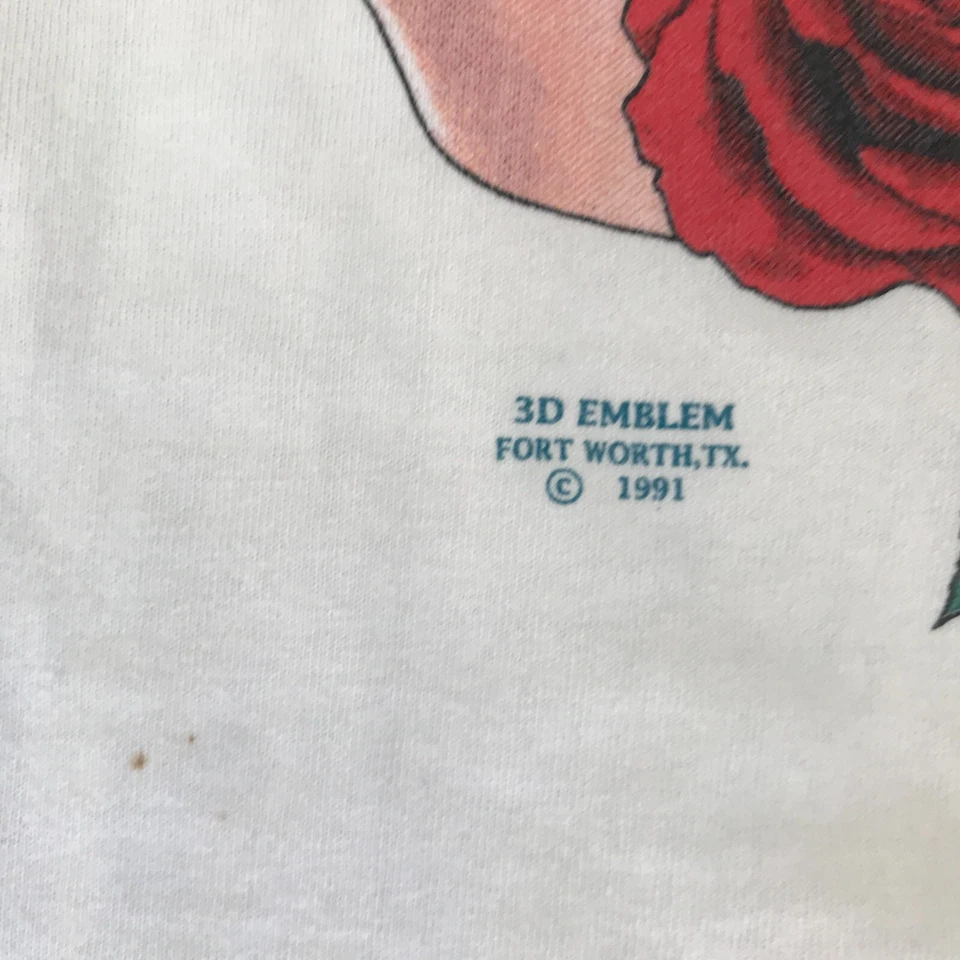 3D EMBLEM
FORT WORTH,TX.
© 1991